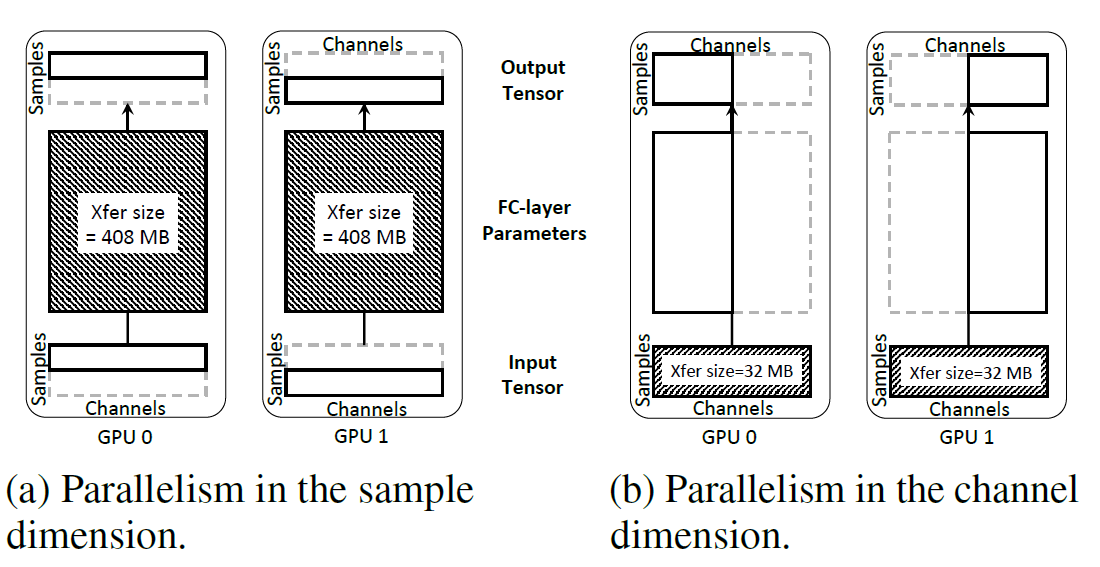 Samples
Samples
Channels
Output
Tensor
Samples
Channels
Samples
Channels
Xfer size
= 408 MB
Xfer size
= 408 MB
FC-layer
Parameters
Samples
Channels
GPU 0
Samples
Channels
GPU 1
Input
Tensor
Samples
Xfer size=32 MB
Channels
GPU 0
Samples
Xfer size=32 MB
Channels
GPU 1
(a) Parallelism in the sample
dimension.
(b) Parallelism in the channel
dimension.